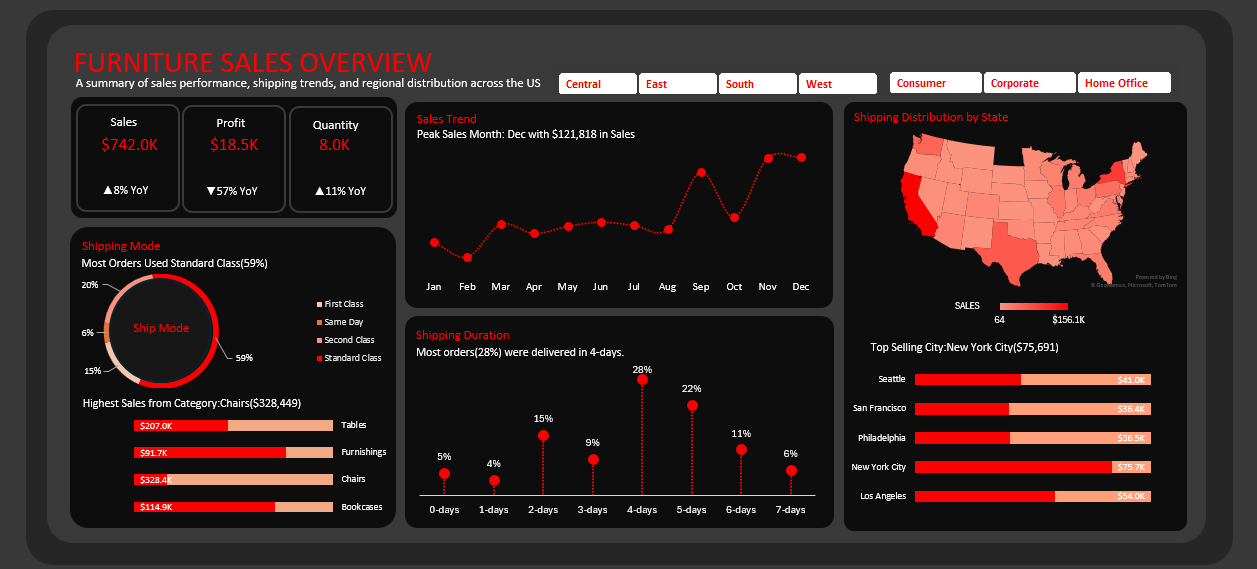 FURNITURE SALES OVERVIEW
A summary of sales performance, shipping trends, and regional distribution across the US
Central
East
South
West
Consumer
Corporate
Home Office
Sales
$742.0K
▲8% YoY
Profit
$18.5K
▼57% YoY
Quantity
8.0K
▲11% YoY
Shipping Mode
Most Orders Used Standard Class(59%)
20%
6%
15%
59%
Ship Mode
First Class
Same Day
Second Class
Standard Class
Highest Sales from Category:Chairs($328,449)
$207.0K Tables
$91.7K Furnishings
$328.4K Chairs
$114.9K Bookcases
Sales Trend
Peak Sales Month: Dec with $121,818 in Sales
Jan Feb Mar Apr May Jun Jul Aug Sep Oct Nov Dec
Shipping Duration
Most orders(28%) were delivered in 4-days.
5% 4% 15% 9% 28% 22% 11% 6%
0-days 1-days 2-days 3-days 4-days 5-days 6-days 7-days
Shipping Distribution by State
Powered by Bing
© GeoNames, Microsoft, TomTom
SALES
64 $156.1K
Top Selling City:New York City($75,691)
Seattle $41.0K
San Francisco $36.4K
Philadelphia $36.5K
New York City $75.7K
Los Angeles $54.0K